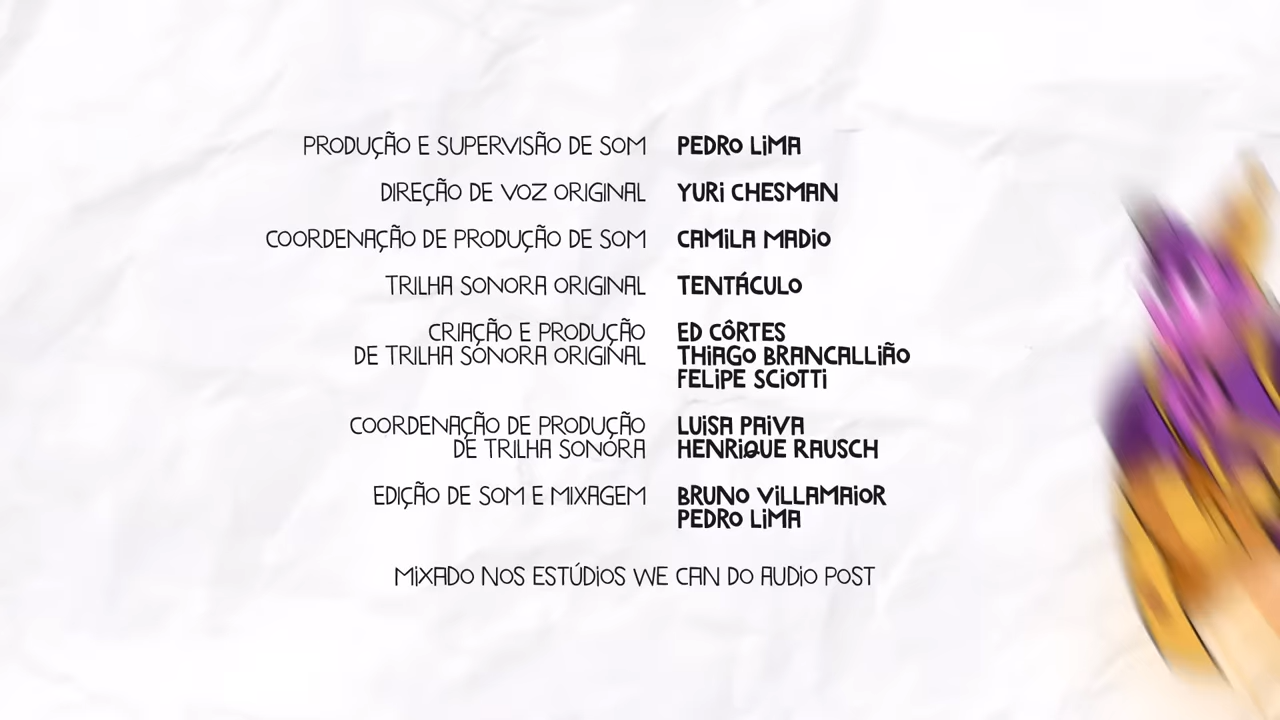 PRODUÇÃO E SUPERVISÃO DE SOM PEDRO LIMA
DIREÇÃO DE VOZ ORIGINAL YURI CHESMAN
COORDENAÇÃO DE PRODUÇÃO DE SOM CAMILA MADIO
TRILHA SONORA ORIGINAL TENTÁCULO
CRIAÇÃO E PRODUÇÃO ED CÔRTES
DE TRILHA SONORA ORIGINAL THIAGO BRANCALLIÃO
FELIPE SCIOTTI
COORDENAÇÃO DE PRODUÇÃO LUISA PAIVA
DE TRILHA SONORA HENRIQUE RAUSCH
EDIÇÃO DE SOM E MIXAGEM BRUNO VILLAMAIOR
PEDRO LIMA
MIXADO NOS ESTÚDIOS WE CAN DO AUDIO POST